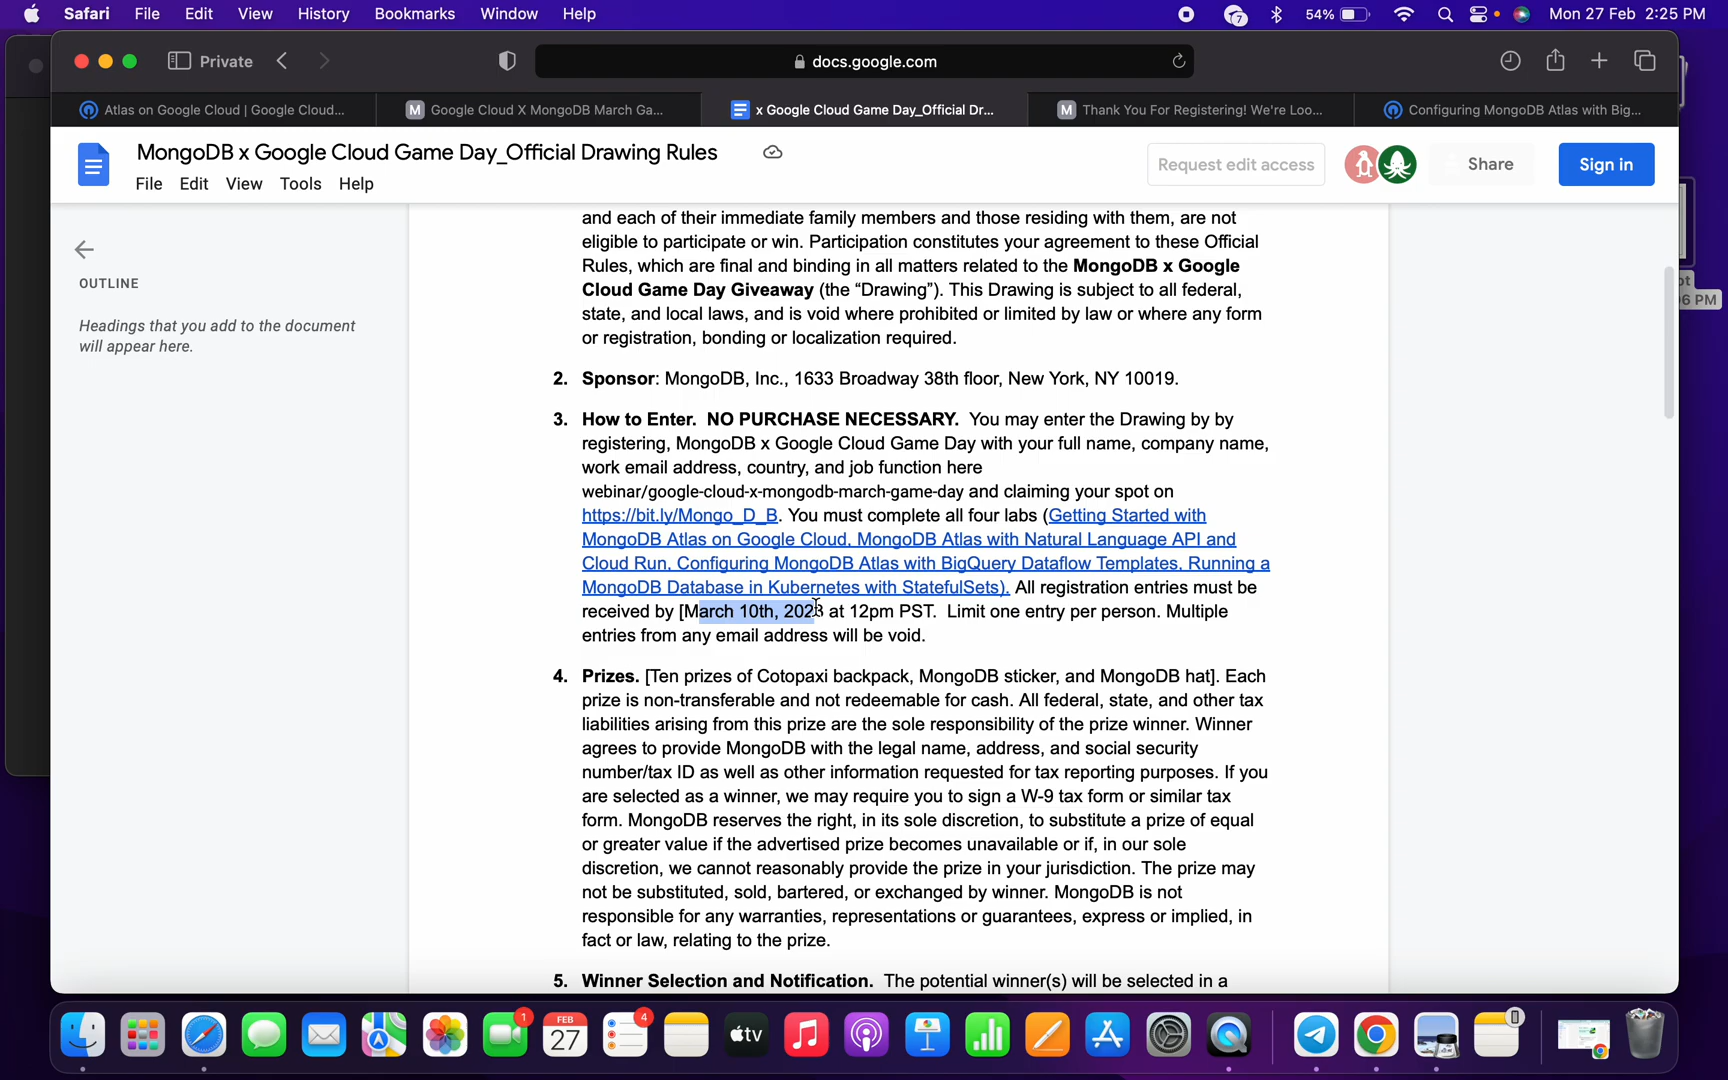 Safari File Edit View History Bookmarks Window Help 7 54% Mon 27 Feb 2:25 PM
Private docs.google.com
Atlas on Google Cloud | Google Cloud... M Google Cloud X MongoDB March Ga... x Google Cloud Game Day_Official Dr... M Thank You For Registering! We're Loo... Configuring MongoDB Atlas with Big...
MongoDB x Google Cloud Game Day_Official Drawing Rules
File Edit View Tools Help
Request edit access Share Sign in
6 PM
OUTLINE
Headings that you add to the document
will appear here.
and each of their immediate family members and those residing with them, are not
eligible to participate or win. Participation constitutes your agreement to these Official
Rules, which are final and binding in all matters related to the MongoDB x Google
Cloud Game Day Giveaway (the “Drawing”). This Drawing is subject to all federal,
state, and local laws, and is void where prohibited or limited by law or where any form
or registration, bonding or localization required.
2. Sponsor: MongoDB, Inc., 1633 Broadway 38th floor, New York, NY 10019.
3. How to Enter. NO PURCHASE NECESSARY. You may enter the Drawing by by
registering, MongoDB x Google Cloud Game Day with your full name, company name,
work email address, country, and job function here
webinar/google-cloud-x-mongodb-march-game-day and claiming your spot on
https://bit.ly/Mongo_D_B. You must complete all four labs (Getting Started with
MongoDB Atlas on Google Cloud, MongoDB Atlas with Natural Language API and
Cloud Run, Configuring MongoDB Atlas with BigQuery Dataflow Templates, Running a
MongoDB Database in Kubernetes with StatefulSets). All registration entries must be
received by [March 10th, 2023 at 12pm PST. Limit one entry per person. Multiple
entries from any email address will be void.
4. Prizes. [Ten prizes of Cotopaxi backpack, MongoDB sticker, and MongoDB hat]. Each
prize is non-transferable and not redeemable for cash. All federal, state, and other tax
liabilities arising from this prize are the sole responsibility of the prize winner. Winner
agrees to provide MongoDB with the legal name, address, and social security
number/tax ID as well as other information requested for tax reporting purposes. If you
are selected as a winner, we may require you to sign a W-9 tax form or similar tax
form. MongoDB reserves the right, in its sole discretion, to substitute a prize of equal
or greater value if the advertised prize becomes unavailable or if, in our sole
discretion, we cannot reasonably provide the prize in your jurisdiction. The prize may
not be substituted, sold, bartered, or exchanged by winner. MongoDB is not
responsible for any warranties, representations or guarantees, express or implied, in
fact or law, relating to the prize.
5. Winner Selection and Notification. The potential winner(s) will be selected in a
1 FEB 27 4 tv